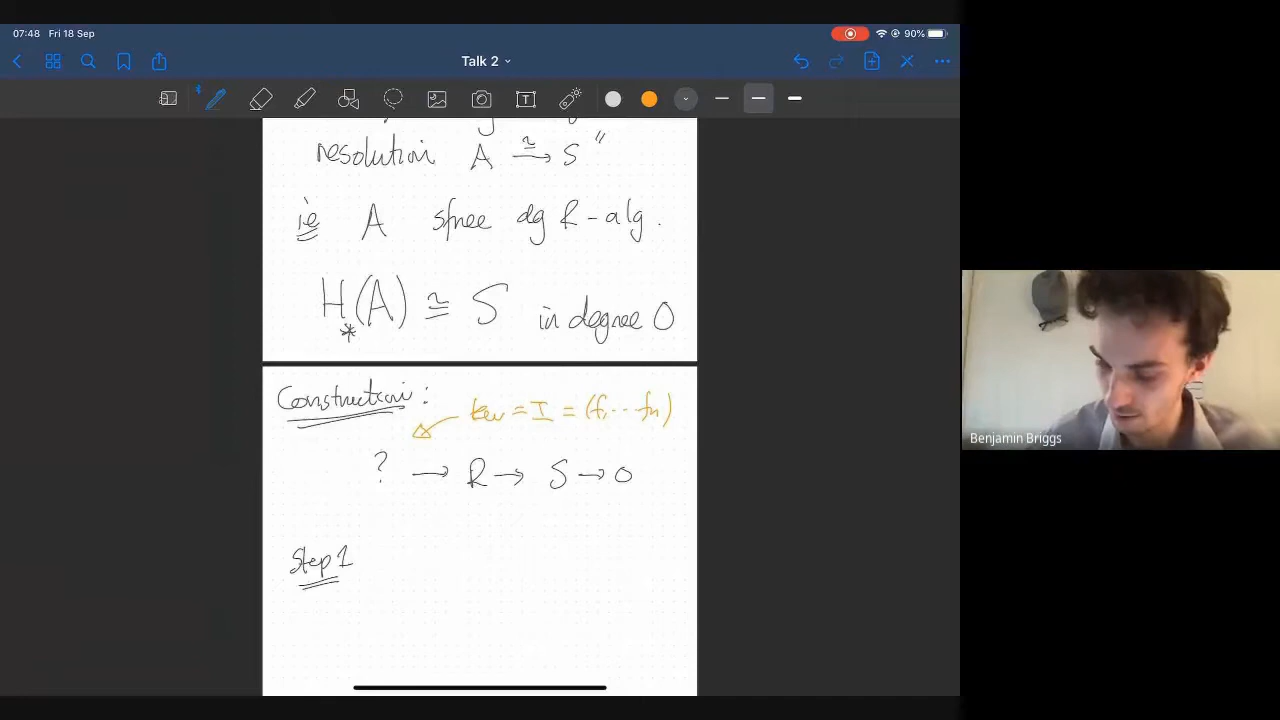 07:48 Fri 18 Sep
90%
Talk 2
T
resolution A ≅→ S "
ie A sfree dg R-alg.
H_*(A) ≅ S in degree 0
Construction:
ker = I = (f, ... fn)
? → R → S → 0
Step 1
Benjamin Briggs